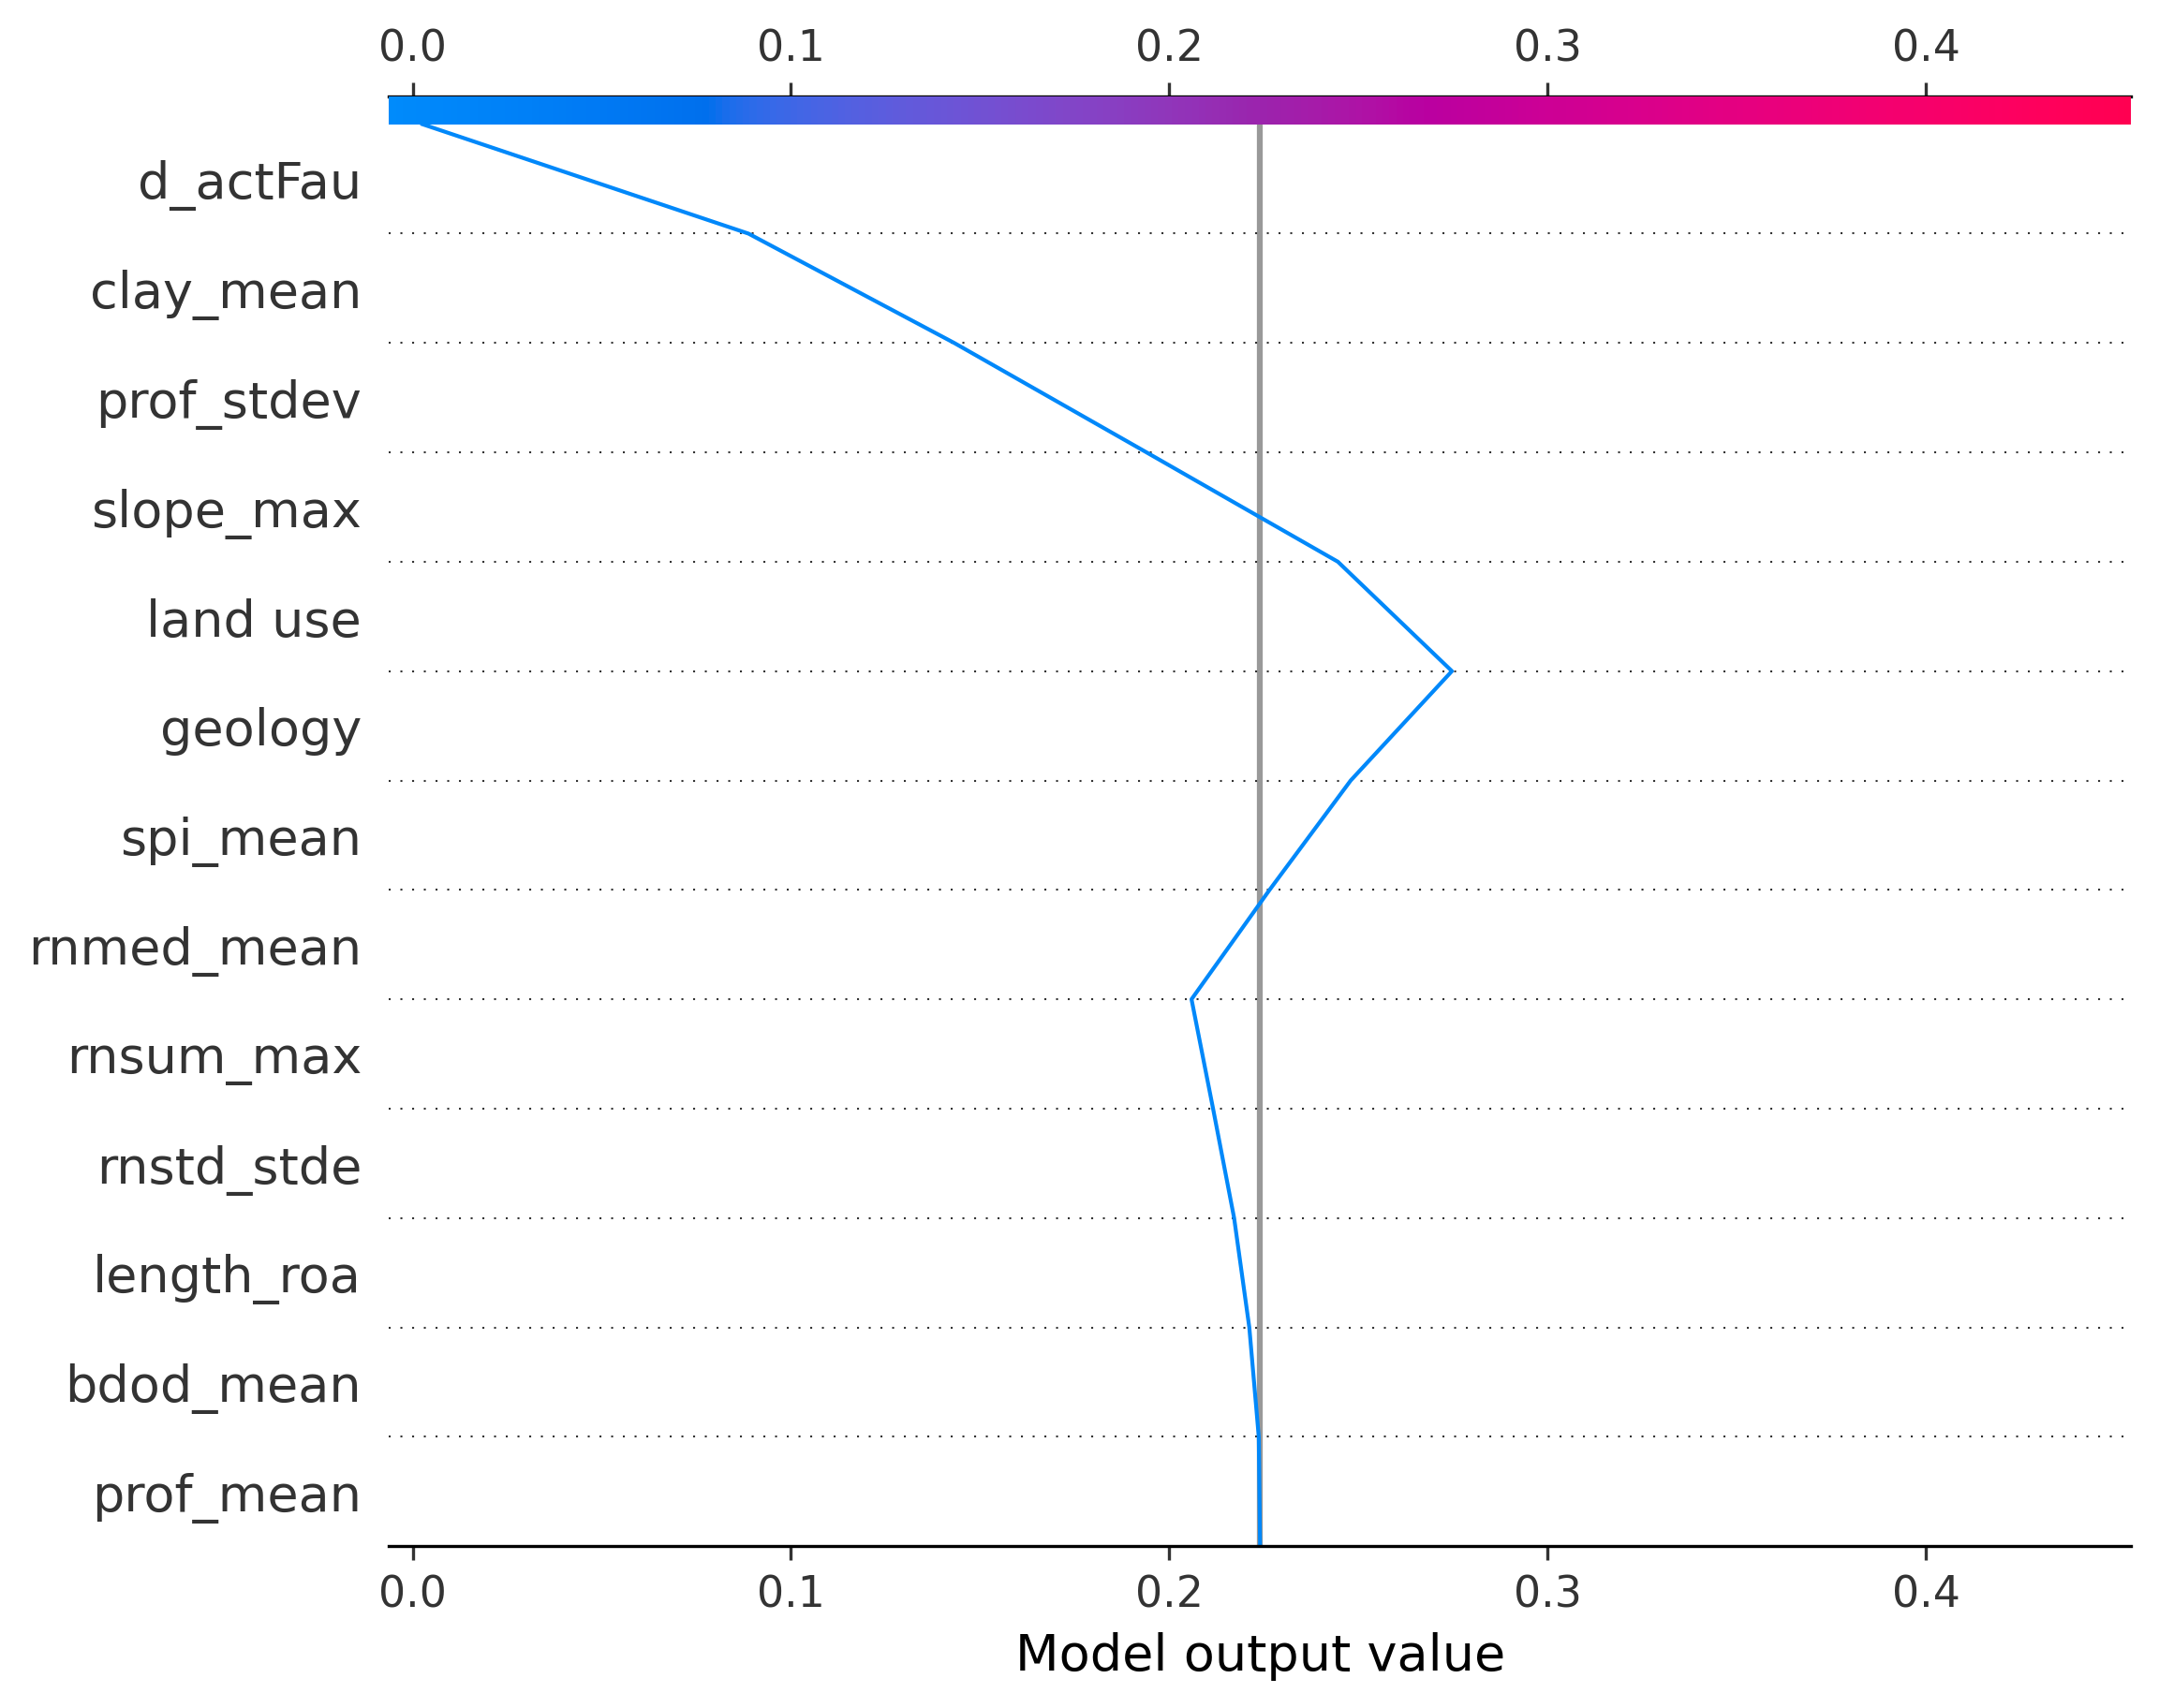 0.0 0.1 0.2 0.3 0.4
d_actFau
clay_mean
prof_stdev
slope_max
land use
geology
spi_mean
rnmed_mean
rnsum_max
rnstd_stde
length_roa
bdod_mean
prof_mean
0.0 0.1 0.2 0.3 0.4
Model output value